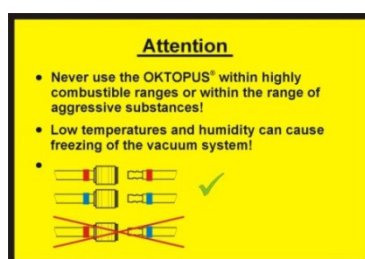 Attention
• Never use the OKTOPUS® within highly
combustible ranges or within the range of
aggressive substances!
• Low temperatures and humidity can cause
freezing of the vacuum system!
•